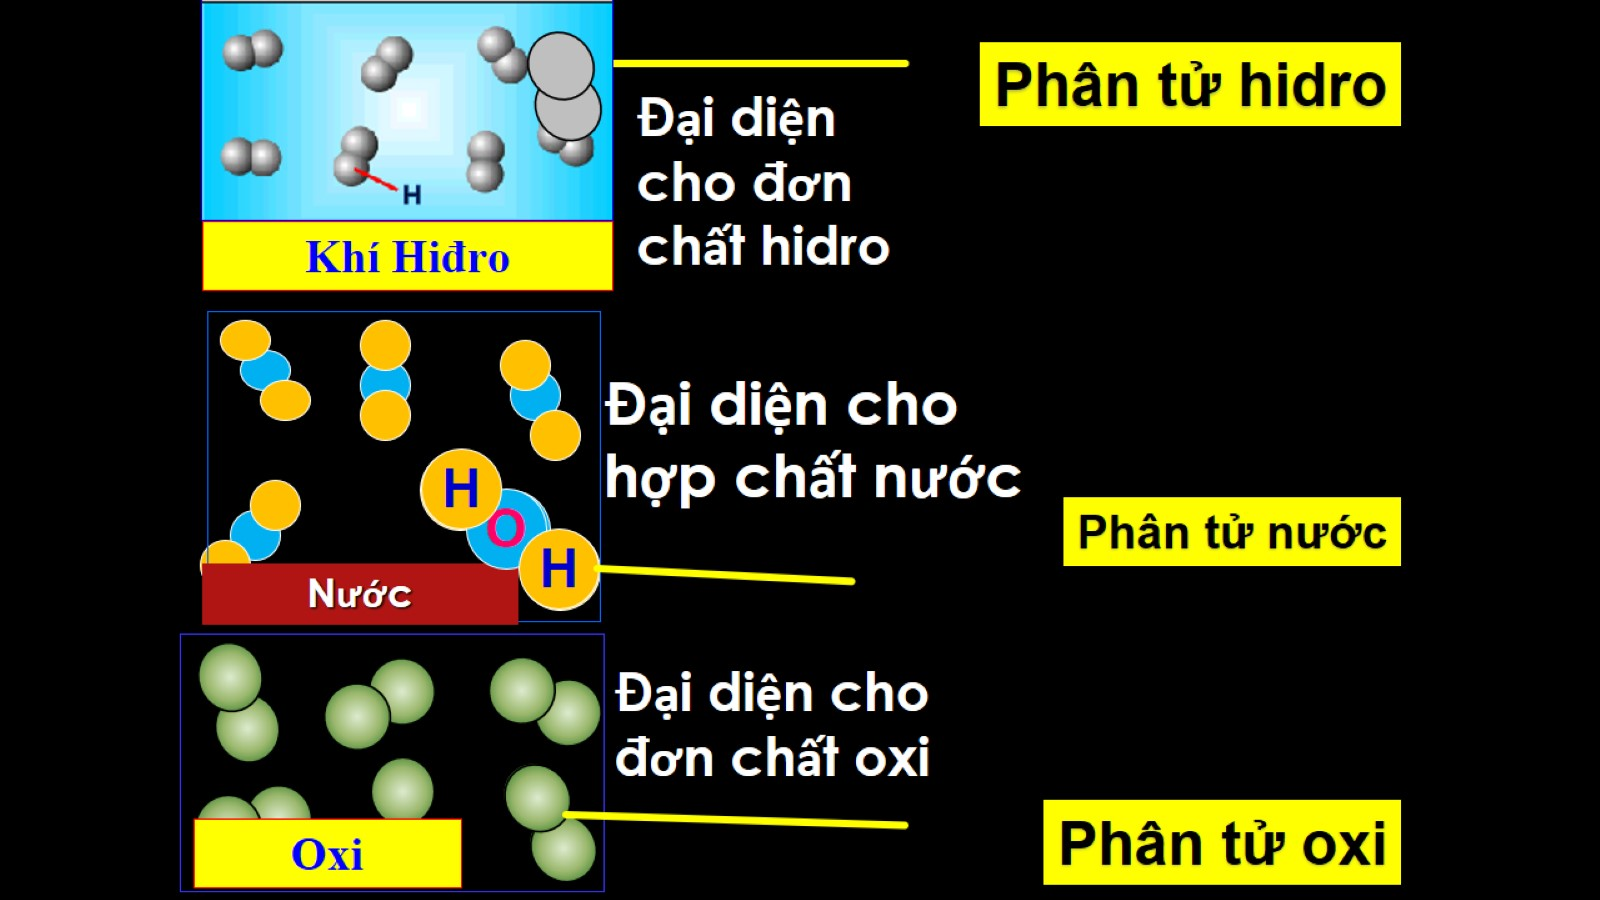 Phân tử hidro
Đại diện
cho đơn
chất hidro
H
Khí Hiđro
Đại diện cho
hợp chất nước
H
O
H
Phân tử nước
Nước
Đại diện cho
đơn chất oxi
Phân tử oxi
Oxi